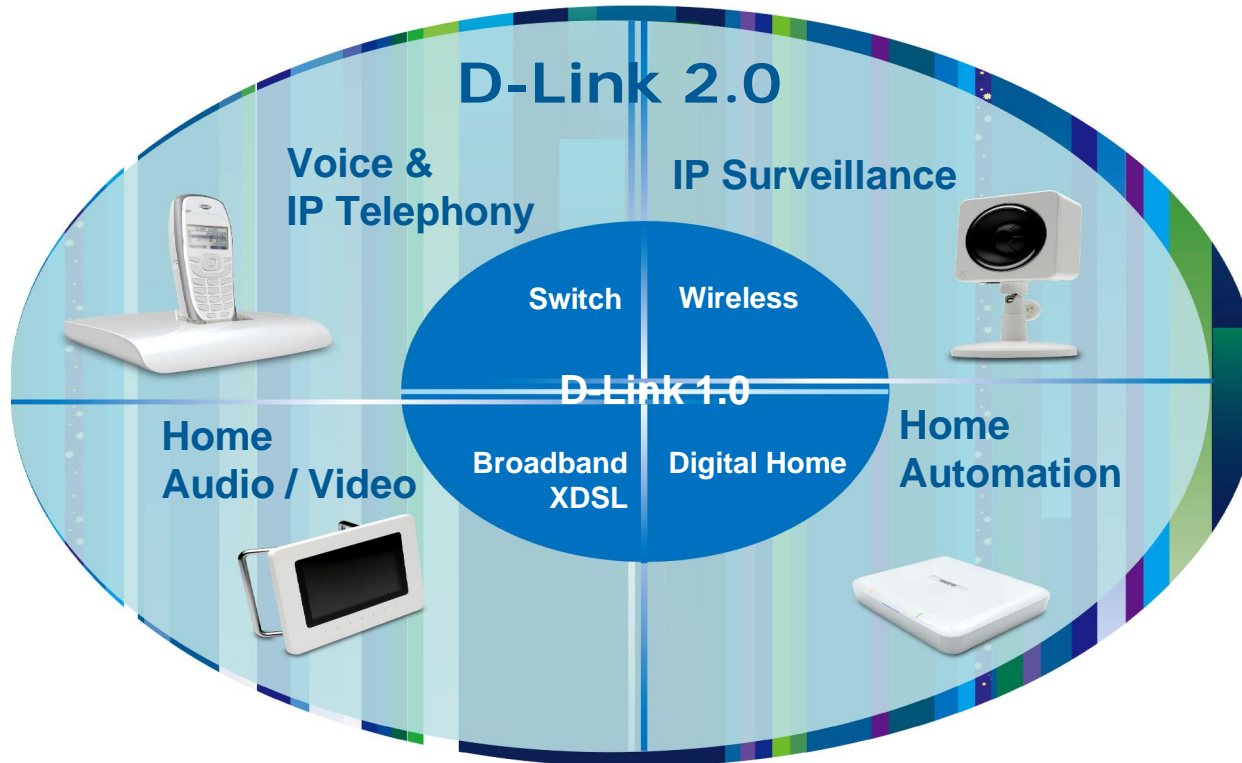 D-Link 2.0
Voice &
IP Telephony
IP Surveillance
Switch
Wireless
D-Link 1.0
Broadband
XDSL
Digital Home
Home
Audio / Video
Home
Automation